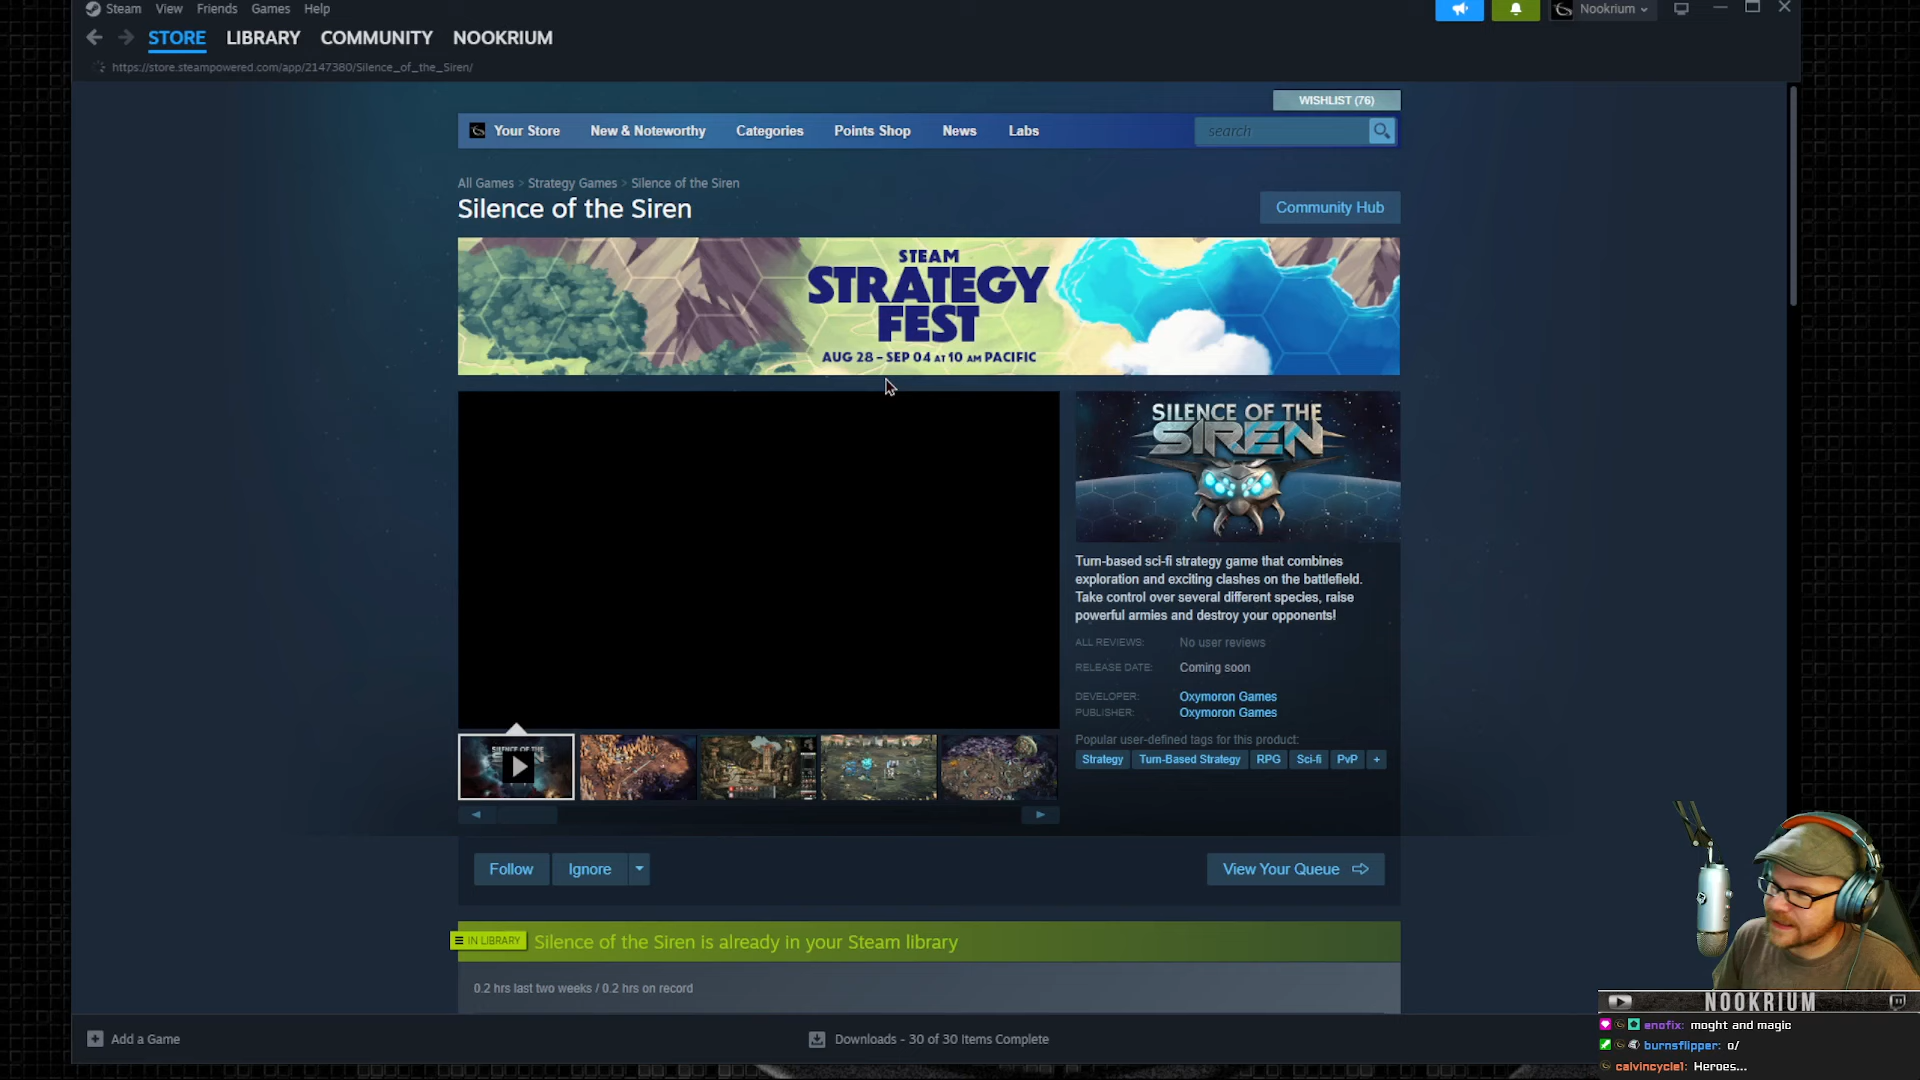 Steam View Friends Games Help
Nookrium
STORE LIBRARY COMMUNITY NOOKRIUM
https://store.steampowered.com/app/2147380/Silence_of_the_Siren/
WISHLIST (76)
Your Store New & Noteworthy Categories Points Shop News Labs
search
All Games > Strategy Games > Silence of the Siren
Silence of the Siren
Community Hub
STEAM
STRATEGY
FEST
AUG 28 – SEP 04 AT 10 AM PACIFIC
SILENCE OF THE
SIREN
Turn-based sci-fi strategy game that combines
exploration and exciting clashes on the battlefield.
Take control over several different species, raise
powerful armies and destroy your opponents!
ALL REVIEWS: No user reviews
RELEASE DATE: Coming soon
DEVELOPER: Oxymoron Games
PUBLISHER: Oxymoron Games
Popular user-defined tags for this product:
Strategy Turn-Based Strategy RPG Sci-fi PvP +
SILENCE OF THE
Follow Ignore
View Your Queue
IN LIBRARY
Silence of the Siren is already in your Steam library
0.2 hrs last two weeks / 0.2 hrs on record
Add a Game
Downloads - 30 of 30 Items Complete
NOOKRIUM
enofix: moght and magic
burnsflipper: o/
calvincycle1: Heroes...